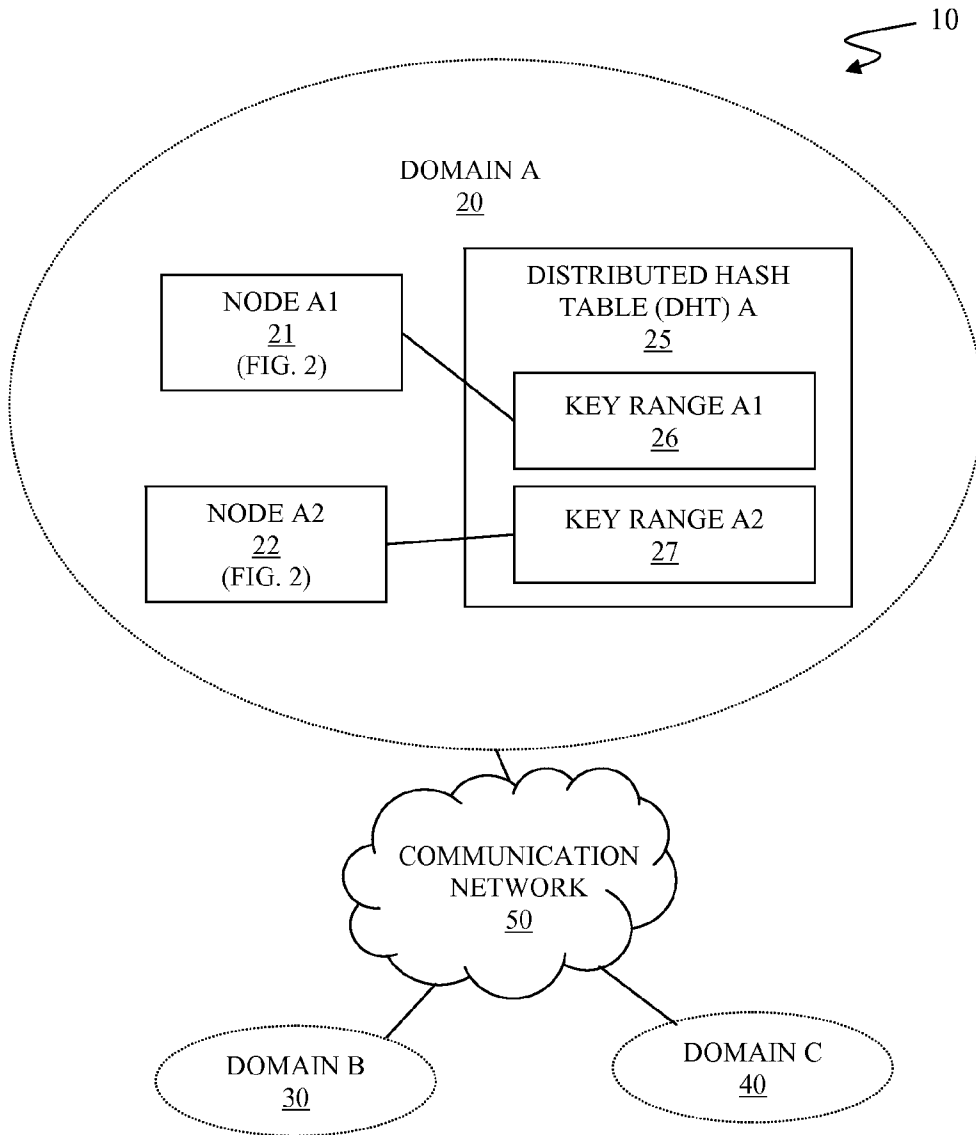 10
DOMAIN A
20
NODE A1
21
(FIG. 2)
DISTRIBUTED HASH
TABLE (DHT) A
25
KEY RANGE A1
26
NODE A2
22
(FIG. 2)
KEY RANGE A2
27
COMMUNICATION
NETWORK
50
DOMAIN B
30
DOMAIN C
40